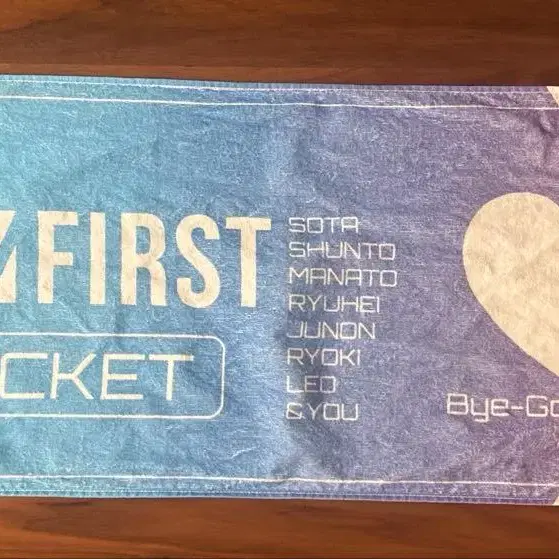 FIRST
CKET
SOTA
SHUNTO
MANATO
RYUHEI
JUNON
RYOKI
LEO
&YOU
Bye-Go